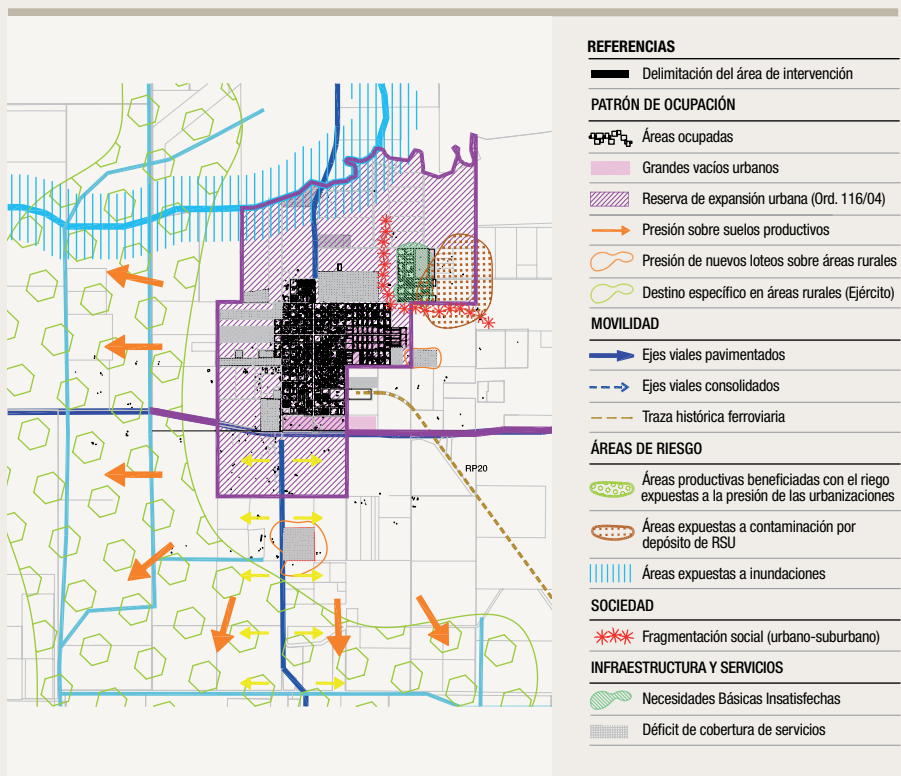 REFERENCIAS
Delimitación del área de intervención
PATRÓN DE OCUPACIÓN
Áreas ocupadas
Grandes vacíos urbanos
Reserva de expansión urbana (Ord. 116/04)
Presión sobre suelos productivos
Presión de nuevos loteos sobre áreas rurales
Destino específico en áreas rurales (Ejército)
MOVILIDAD
Ejes viales pavimentados
Ejes viales consolidados
Traza histórica ferroviaria
ÁREAS DE RIESGO
Áreas productivas beneficiadas con el riego
expuestas a la presión de las urbanizaciones
Áreas expuestas a contaminación por
depósito de RSU
Áreas expuestas a inundaciones
SOCIEDAD
Fragmentación social (urbano-suburbano)
INFRAESTRUCTURA Y SERVICIOS
Necesidades Básicas Insatisfechas
Déficit de cobertura de servicios
RP20